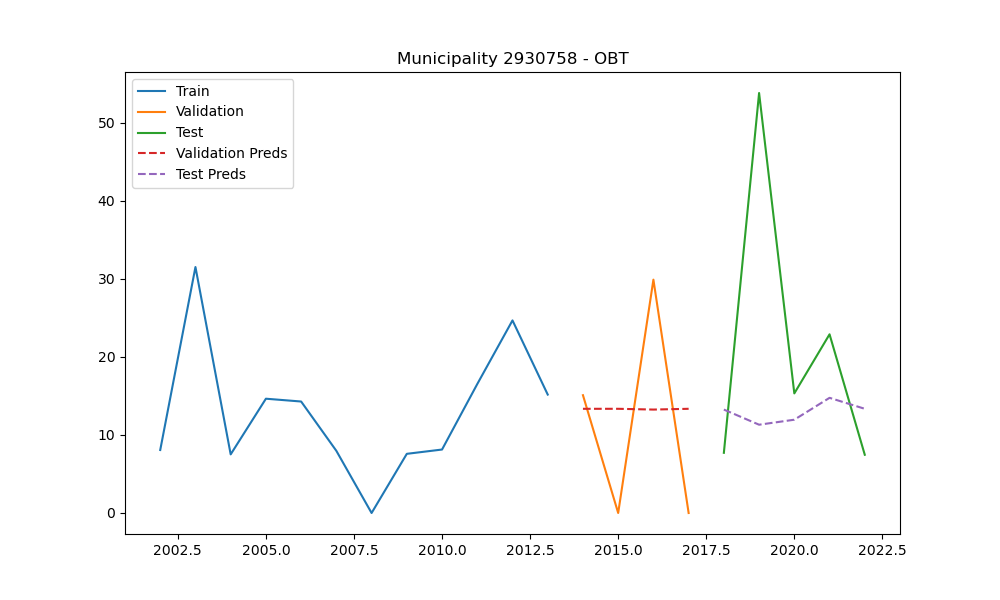 Municipality 2930758 - OBT
Train
Validation
Test
Validation Preds
Test Preds
50
40
30
20
10
0
2002.5 2005.0 2007.5 2010.0 2012.5 2015.0 2017.5 2020.0 2022.5